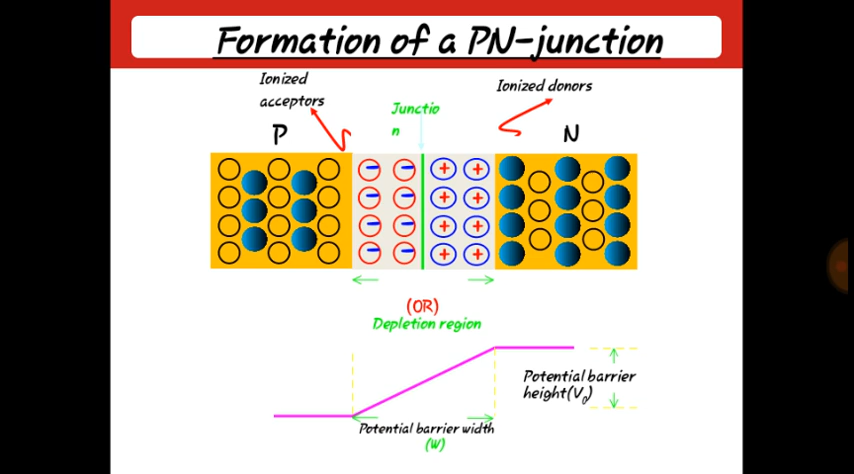 Formation of a PN-junction
Ionized
acceptors
Ionized donors
Junctio
n
P
N
(OR)
Depletion region
Potential barrier
height(V₀)
Potential barrier width
(W)